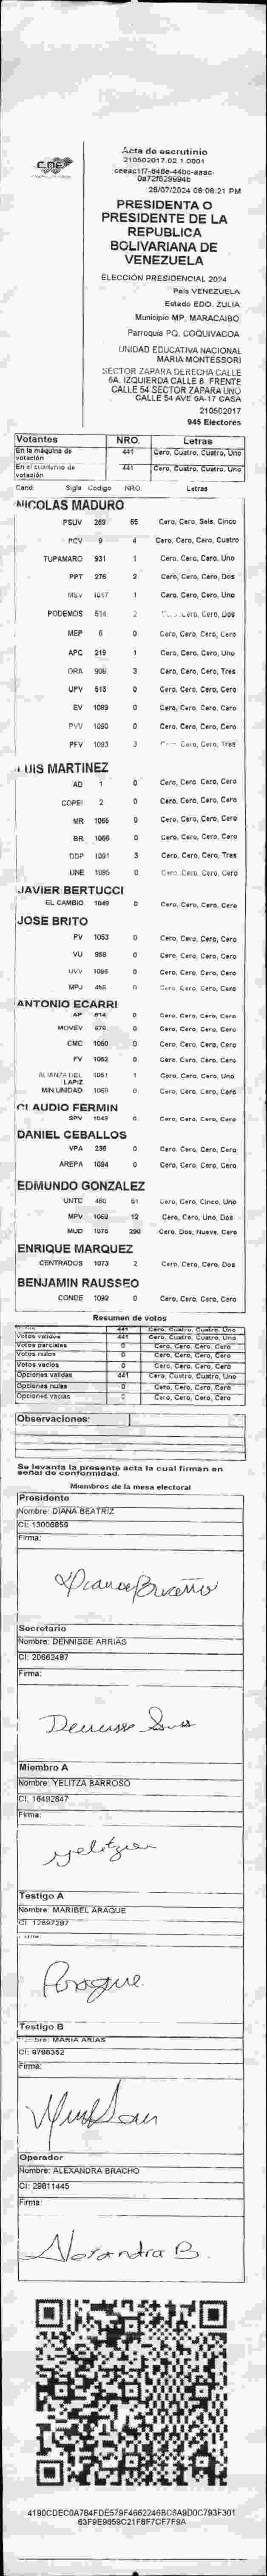 CNE
Acta de escrutinio
210502017.02.1.0001
28/07/2024 08:08:21 PM
PRESIDENTA O
PRESIDENTE DE LA
REPUBLICA
BOLIVARIANA DE
VENEZUELA
ELECCIÓN PRESIDENCIAL 2024
País VENEZUELA
Estado EDO. ZULIA
Municipio MP. MARACAIBO
Parroquia PQ. COQUIVACOA
UNIDAD EDUCATIVA NACIONAL
MARIA MONTESSORI
SECTOR ZAPARA DERECHA CALLE
6A. IZQUIERDA CALLE 6. FRENTE
CALLE 54 SECTOR ZAPARA UNO
CALLE 54 AVE 6A-17 CASA
210502017
945 Electores
Votantes NRO. Letras
En la máquina de votación 441 Cero, Cuatro, Cuatro, Uno
En el cuaderno de votación 441 Cero, Cuatro, Cuatro, Uno
Cand. Sigla Codigo NRO. Letras
NICOLAS MADURO
PSUV 269 65 Cero, Cero, Seis, Cinco
PCV 9 4 Cero, Cero, Cero, Cuatro
TUPAMARO 931 1 Cero, Cero, Cero, Uno
PPT 276 2 Cero, Cero, Cero, Dos
MSV 1017 1 Cero, Cero, Cero, Uno
PODEMOS 514 2 Cero, Cero, Dos
MEP 6 0 Cero, Cero, Cero, Cero
APC 219 1 Cero, Cero, Cero, Uno
ORA 906 3 Cero, Cero, Cero, Tres
UPV 513 0 Cero, Cero, Cero, Cero
EV 1089 0 Cero, Cero, Cero, Cero
PVV 1090 0 Cero, Cero, Cero, Cero
PFV 1093 3 Cero, Cero, Tres
LUIS MARTINEZ
AD 1 0 Cero, Cero, Cero, Cero
COPEI 2 0 Cero, Cero, Cero, Cero
MR 1065 0 Cero, Cero, Cero, Cero
BR 1066 0 Cero, Cero, Cero, Cero
DDP 1091 3 Cero, Cero, Cero, Tres
UNE 1095 0 Cero, Cero, Cero, Cero
JAVIER BERTUCCI
EL CAMBIO 1048 0 Cero, Cero, Cero, Cero
JOSE BRITO
PV 1053 0 Cero, Cero, Cero, Cero
VU 958 0 Cero, Cero, Cero, Cero
UVV 1096 0 Cero, Cero, Cero, Cero
MPJ 458 0 Cero, Cero, Cero, Cero
ANTONIO ECARRI
AP 914 0 Cero, Cero, Cero, Cero
MOVEV 978 0 Cero, Cero, Cero, Cero
CMC 1050 0 Cero, Cero, Cero, Cero
FV 1062 0 Cero, Cero, Cero, Cero
ALIANZA DEL LAPIZ 1051 1 Cero, Cero, Cero, Uno
MIN UNIDAD 1069 0 Cero, Cero, Cero, Cero
CLAUDIO FERMIN
SPV 1049 0 Cero, Cero, Cero, Cero
DANIEL CEBALLOS
VPA 236 0 Cero, Cero, Cero, Cero
AREPA 1094 0 Cero, Cero, Cero, Cero
EDMUNDO GONZALEZ
UNTC 460 51 Cero, Cero, Cinco, Uno
MPV 1069 12 Cero, Cero, Uno, Dos
MUD 1076 290 Cero, Dos, Nueve, Cero
ENRIQUE MARQUEZ
CENTRADOS 1073 2 Cero, Cero, Cero, Dos
BENJAMIN RAUSSEO
CONDE 1092 0 Cero, Cero, Cero, Cero
Resumen de votos
441 Cero, Cuatro, Cuatro, Uno
Votos válidos 441 Cero, Cuatro, Cuatro, Uno
Votos parciales 0 Cero, Cero, Cero, Cero
Votos nulos 0 Cero, Cero, Cero, Cero
Votos vacíos 0 Cero, Cero, Cero, Cero
Opciones válidas 441 Cero, Cuatro, Cuatro, Uno
Opciones nulas 0 Cero, Cero, Cero, Cero
Opciones vacías 0 Cero, Cero, Cero, Cero
Observaciones:
Se levanta la presente acta la cual firman en
señal de conformidad.
Miembros de la mesa electoral
Presidente
Nombre: DIANA BEATRIZ
CI: 13006859
Firma:
Secretario
Nombre: DENNISSE ARRIAS
CI: 20662487
Firma:
Miembro A
Nombre: YELITZA BARROSO
CI: 16492847
Firma:
Testigo A
Nombre: MARIBEL ARAQUE
CI: 12697287
Araque
Testigo B
Nombre: MARIA ARIAS
CI: 9788352
Firma:
Operador
Nombre: ALEXANDRA BRACHO
CI: 29811445
Firma:
Alexandra B.
4190CDEC0A784FDE579F4662246BC8A9D0C793F301
63F9E9659C21F8F7CF7F9A